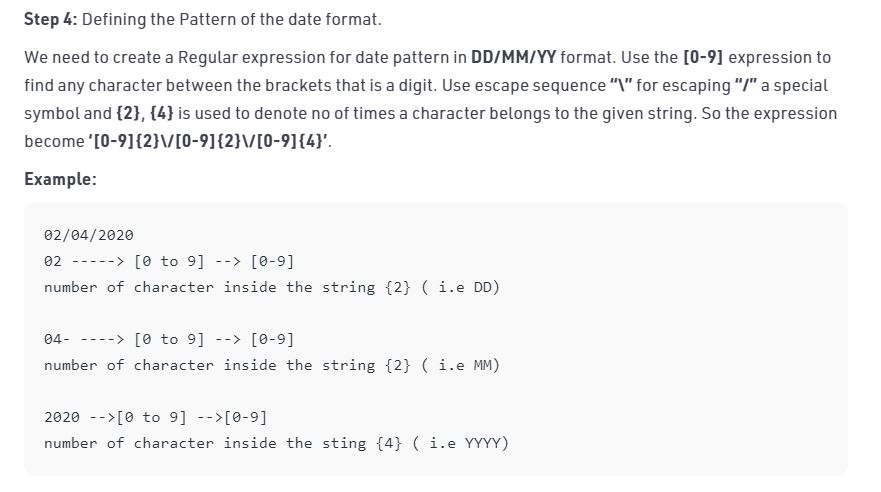 Step 4: Defining the Pattern of the date format.
We need to create a Regular expression for date pattern in DD/MM/YY format. Use the [0-9] expression to
find any character between the brackets that is a digit. Use escape sequence “\” for escaping “/” a special
symbol and {2}, {4} is used to denote no of times a character belongs to the given string. So the expression
become ‘[0-9]{2}\/[0-9]{2}\/[0-9]{4}’.
Example:
02/04/2020
02 -----> [0 to 9] --> [0-9]
number of character inside the string {2} ( i.e DD)
04- ----> [0 to 9] --> [0-9]
number of character inside the string {2} ( i.e MM)
2020 -->[0 to 9] -->[0-9]
number of character inside the sting {4} ( i.e YYYY)